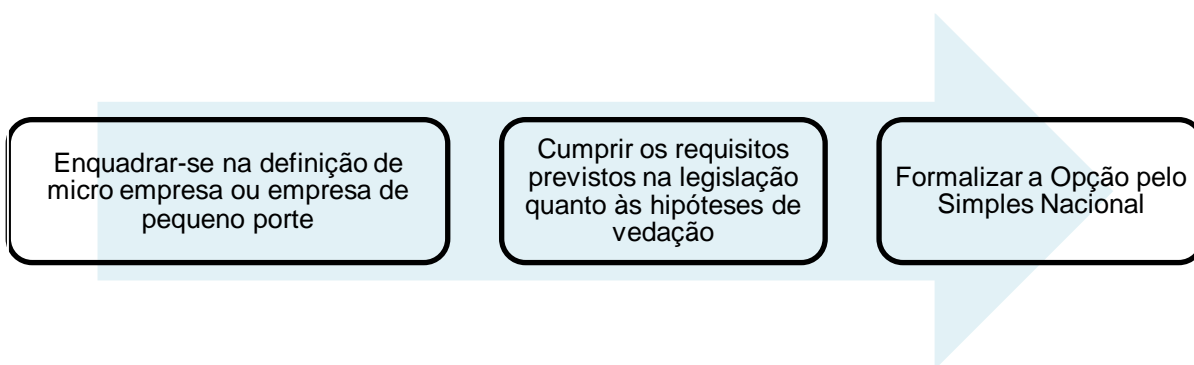 Enquadrar-se na definição de
micro empresa ou empresa de
pequeno porte
Cumprir os requisitos
previstos na legislação
quanto às hipóteses de
vedação
Formalizar a Opção pelo
Simples Nacional